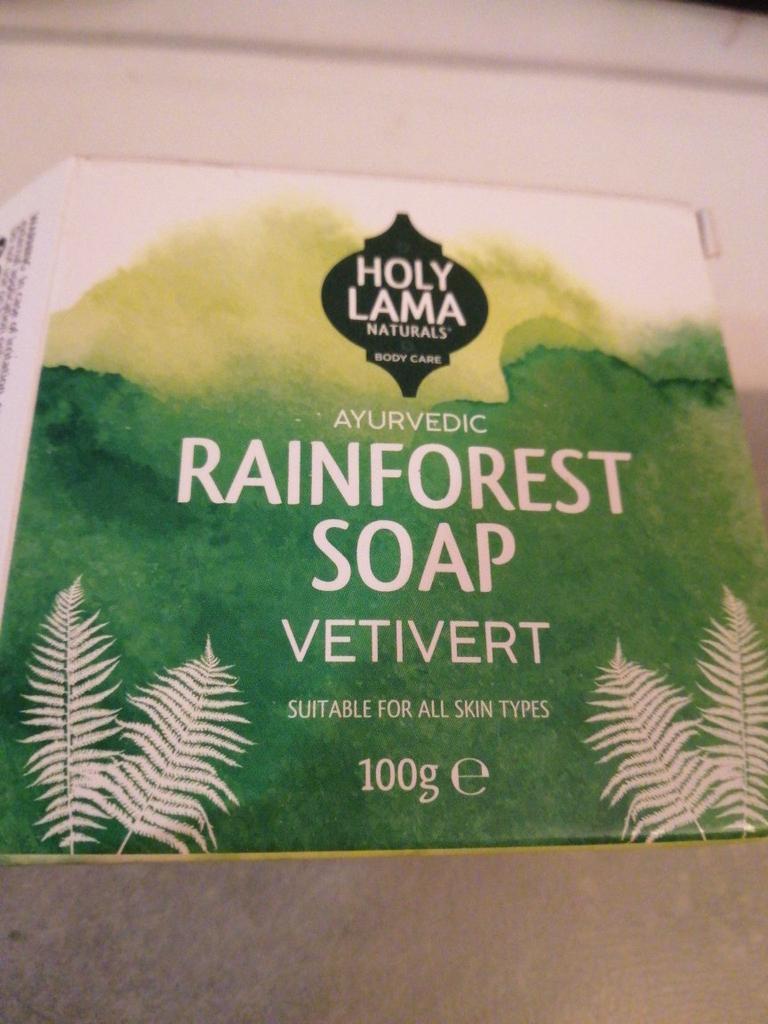 HOLY
LAMA
NATURALS®
BODY CARE
AYURVEDIC
RAINFOREST
SOAP
VETIVERT
SUITABLE FOR ALL SKIN TYPES
100g ℮